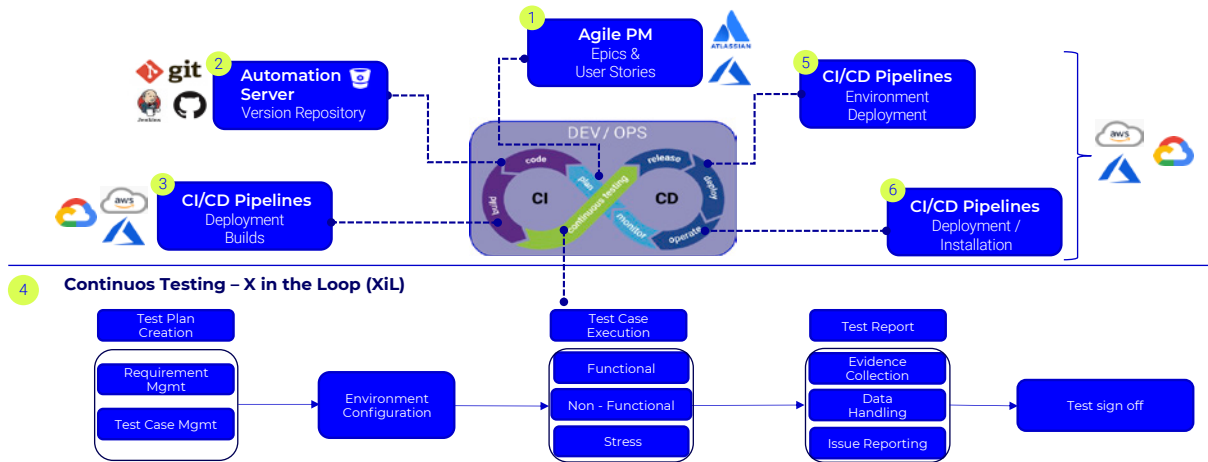 1
Agile PM
Epics &
User Stories
ATLASSIAN
2
Automation
Server
Version Repository
git
Jenkins
3
CI/CD Pipelines
Deployment
Builds
aws
5
CI/CD Pipelines
Environment
Deployment
6
CI/CD Pipelines
Deployment /
Installation
aws
DEV / OPS
code
build
CI
plan
continuous testing
monitor
release
deploy
operate
CD
4
Continuos Testing – X in the Loop (XiL)
Test Plan
Creation
Requirement
Mgmt
Test Case Mgmt
Environment
Configuration
Test Case
Execution
Functional
Non - Functional
Stress
Test Report
Evidence
Collection
Data
Handling
Issue Reporting
Test sign off